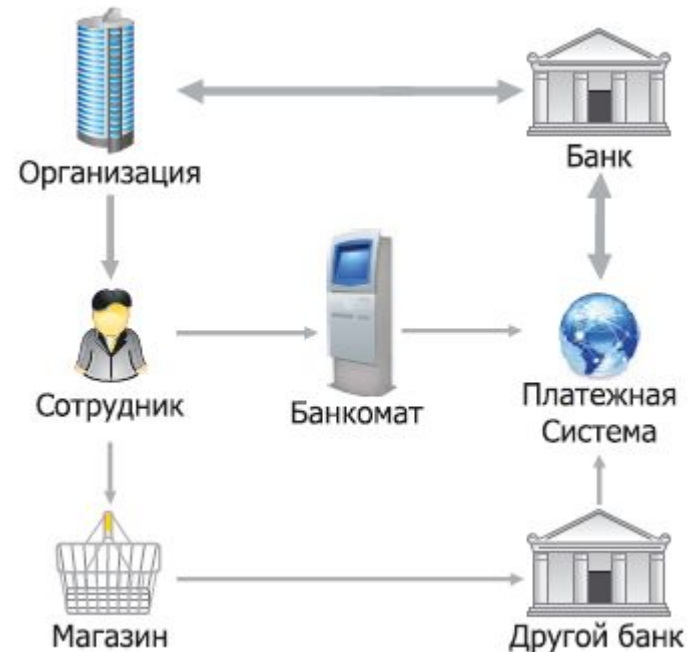 Организация
Банк
Сотрудник
Банкомат
Платежная
Система
Магазин
Другой банк